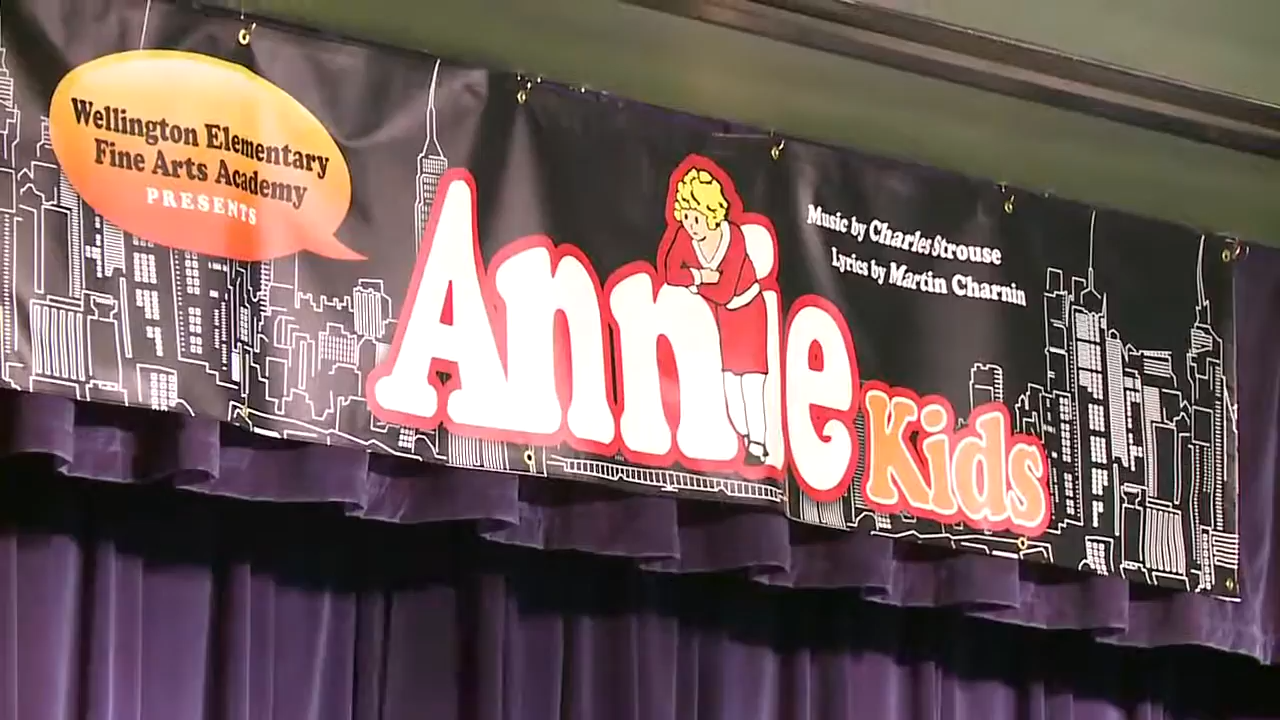 Wellington Elementary
Fine Arts Academy
PRESENTS
Annie
Kids
Music by Charles Strouse
Lyrics by Martin Charnin